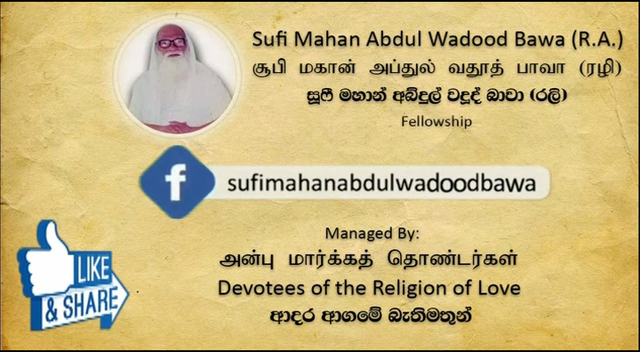 Sufi Mahan Abdul Wadood Bawa (R.A.)
சூபி மகான் அப்துல் வதூத் பாவா (ரழி)
සූෆී මහාන් අබ්දුල් වදූද් බාවා (රලි)
Fellowship
f sufimahanabdulwadoodbawa
Managed By:
அன்பு மார்க்கத் தொண்டர்கள்
Devotees of the Religion of Love
ආදර ආගමේ බැතිමතුන්
LIKE
& SHARE